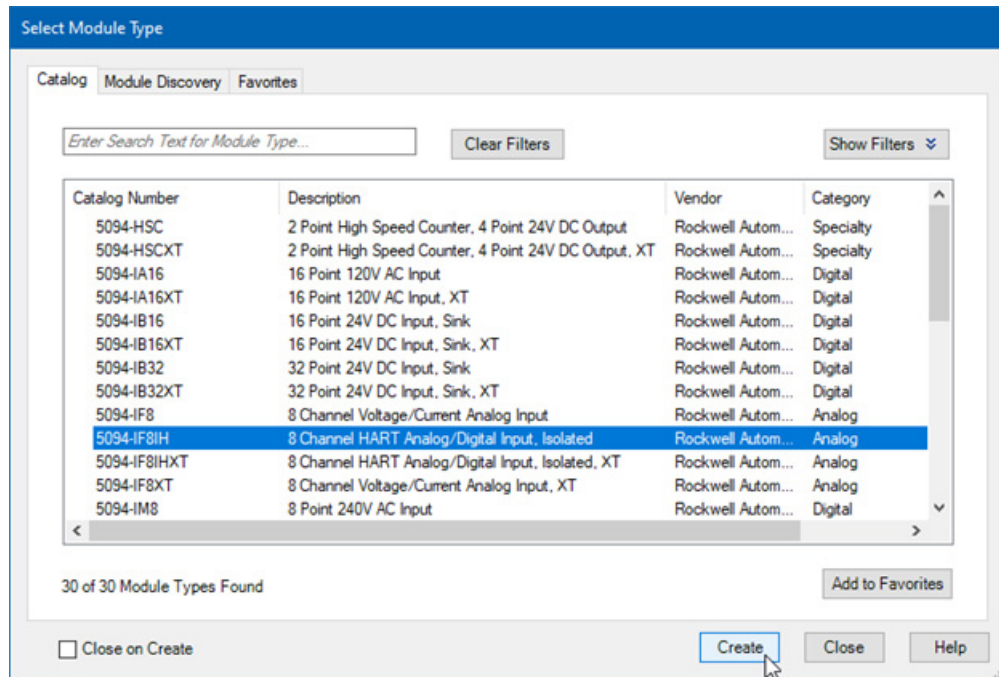 Select Module Type
Catalog Module Discovery Favorites
Enter Search Text for Module Type... Clear Filters Show Filters
Catalog Number Description Vendor Category
5094-HSC 2 Point High Speed Counter, 4 Point 24V DC Output Rockwell Autom... Specialty
5094-HSCXT 2 Point High Speed Counter, 4 Point 24V DC Output, XT Rockwell Autom... Specialty
5094-IA16 16 Point 120V AC Input Rockwell Autom... Digital
5094-IA16XT 16 Point 120V AC Input, XT Rockwell Autom... Digital
5094-IB16 16 Point 24V DC Input, Sink Rockwell Autom... Digital
5094-IB16XT 16 Point 24V DC Input, Sink, XT Rockwell Autom... Digital
5094-IB32 32 Point 24V DC Input, Sink Rockwell Autom... Digital
5094-IB32XT 32 Point 24V DC Input, Sink, XT Rockwell Autom... Digital
5094-IF8 8 Channel Voltage/Current Analog Input Rockwell Autom... Analog
5094-IF8IH 8 Channel HART Analog/Digital Input, Isolated Rockwell Autom... Analog
5094-IF8IHXT 8 Channel HART Analog/Digital Input, Isolated, XT Rockwell Autom... Analog
5094-IF8XT 8 Channel Voltage/Current Analog Input, XT Rockwell Autom... Analog
5094-IM8 8 Point 240V AC Input Rockwell Autom... Digital
30 of 30 Module Types Found Add to Favorites
Close on Create Create Close Help